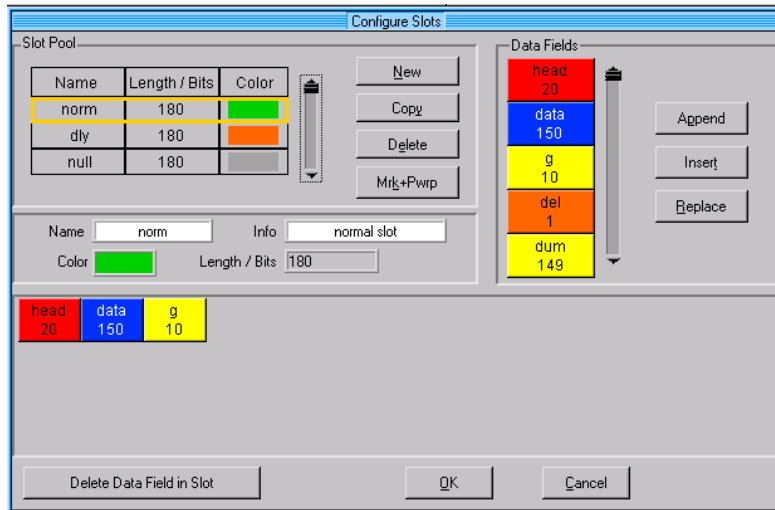 Configure Slots
Slot Pool
Name Length / Bits Color
norm 180
dly 180
null 180
New
Copy
Delete
Mrk+Pwrp
Data Fields
head
20
data
150
g
10
del
1
dum
149
Append
Insert
Replace
Name norm Info normal slot
Color Length / Bits 180
head data g
20 150 10
Delete Data Field in Slot OK Cancel